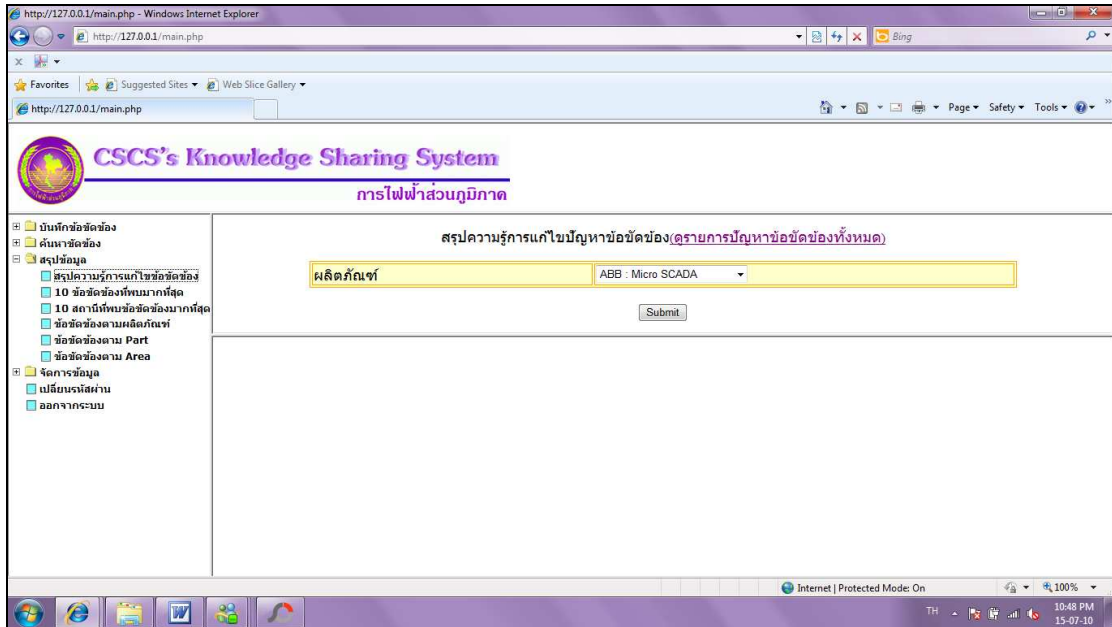 http://127.0.0.1/main.php - Windows Internet Explorer
http://127.0.0.1/main.php
Bing
Favorites
Suggested Sites
Web Slice Gallery
http://127.0.0.1/main.php
Page
Safety
Tools
CSCS's Knowledge Sharing System
การไฟฟ้าส่วนภูมิภาค
บันทึกข้อขัดข้อง
ค้นหาขัดข้อง
สรุปข้อมูล
สรุปความรู้การแก้ไขข้อขัดข้อง
10 ข้อขัดข้องที่พบมากที่สุด
10 สถานีที่พบข้อขัดข้องมากที่สุด
ข้อขัดข้องตามผลิตภัณฑ์
ข้อขัดข้องตาม Part
ข้อขัดข้องตาม Area
จัดการข้อมูล
เปลี่ยนรหัสผ่าน
ออกจากระบบ
สรุปความรู้การแก้ไขปัญหาข้อขัดข้อง(ดูรายการปัญหาข้อขัดข้องทั้งหมด)
ผลิตภัณฑ์
ABB : Micro SCADA
Submit
Internet | Protected Mode: On
100%
TH
10:48 PM
15-07-10